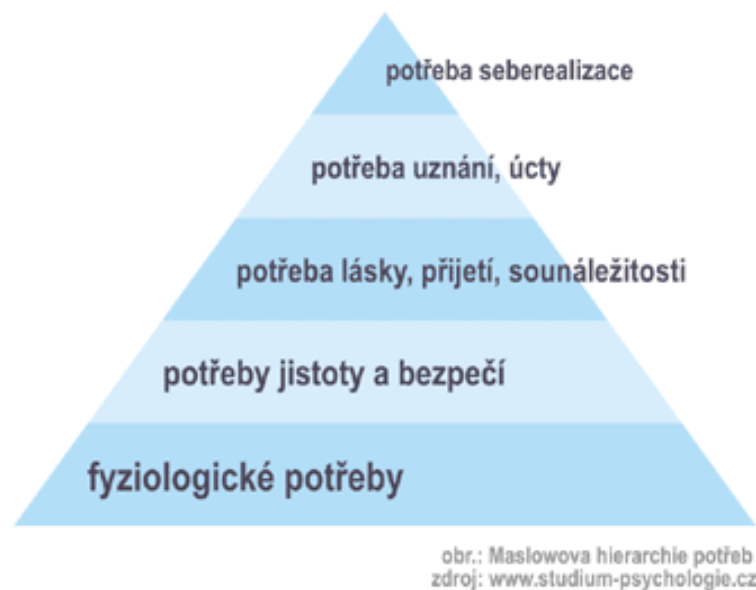 potřeba seberealizace
potřeba uznání, úcty
potřeba lásky, přijetí, sounáležitosti
potřeby jistoty a bezpečí
fyziologické potřeby
obr.: Maslowova hierarchie potřeb
zdroj: www.studium-psychologie.cz